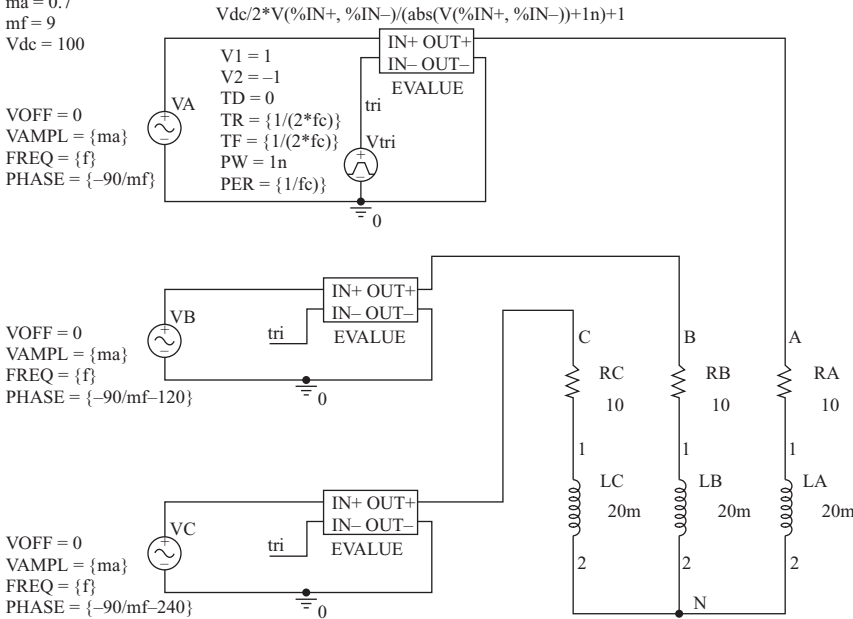 ma = 0.7
mf = 9
Vdc = 100
Vdc/2*V(%IN+, %IN–)/(abs(V(%IN+, %IN–))+1n)+1
IN+ OUT+
IN– OUT–
EVALUE
V1 = 1
V2 = –1
TD = 0
TR = {1/(2*fc)}
TF = {1/(2*fc)}
PW = 1n
PER = {1/fc)}
tri
Vtri
+
–
0
VA
+
–
VOFF = 0
VAMPL = {ma}
FREQ = {f}
PHASE = {–90/mf}
IN+ OUT+
IN– OUT–
EVALUE
tri
0
VB
+
–
VOFF = 0
VAMPL = {ma}
FREQ = {f}
PHASE = {–90/mf–120}
IN+ OUT+
IN– OUT–
EVALUE
tri
0
VC
+
–
VOFF = 0
VAMPL = {ma}
FREQ = {f}
PHASE = {–90/mf–240}
C B A
RC RB RA
10 10 10
1 1 1
LC LB LA
20m 20m 20m
2 2 2
N